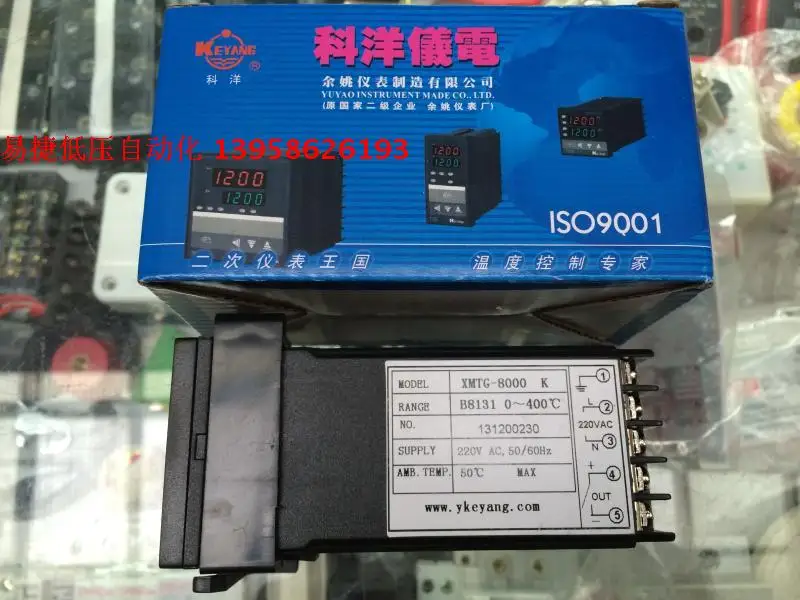 KEYANG
科洋 ®
科洋儀電
余姚仪表制造有限公司
YUYAO INSTRUMENT MADE CO., LTD.
(原国家二级企业 余姚仪表厂)
易捷低压自动化 13958626193
1200
1200
1200
1200
1200
1200
ISO9001
二次仪表王国 温度控制专家
MODEL XMTG-8000 K
RANGE B8131 0～400℃
NO. 131200230
SUPPLY 220V AC, 50/60Hz
AMB. TEMP. 50℃ MAX
www.ykeyang.com
1
L 2
220VAC
N 3
+ 4
OUT
- 5